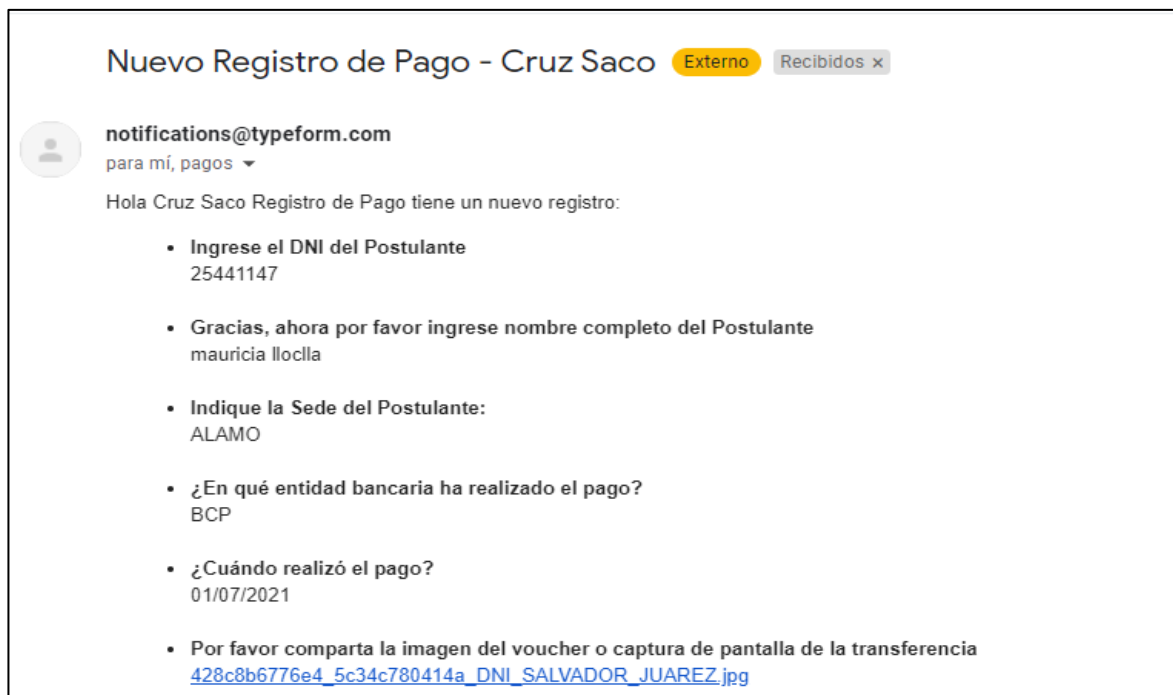 Nuevo Registro de Pago - Cruz Saco Externo Recibidos x
notifications@typeform.com
para mí, pagos
Hola Cruz Saco Registro de Pago tiene un nuevo registro:
• Ingrese el DNI del Postulante
25441147
• Gracias, ahora por favor ingrese nombre completo del Postulante
mauricia lloclla
• Indique la Sede del Postulante:
ALAMO
• ¿En qué entidad bancaria ha realizado el pago?
BCP
• ¿Cuándo realizó el pago?
01/07/2021
• Por favor comparta la imagen del voucher o captura de pantalla de la transferencia
428c8b6776e4_5c34c780414a_DNI_SALVADOR_JUAREZ.jpg